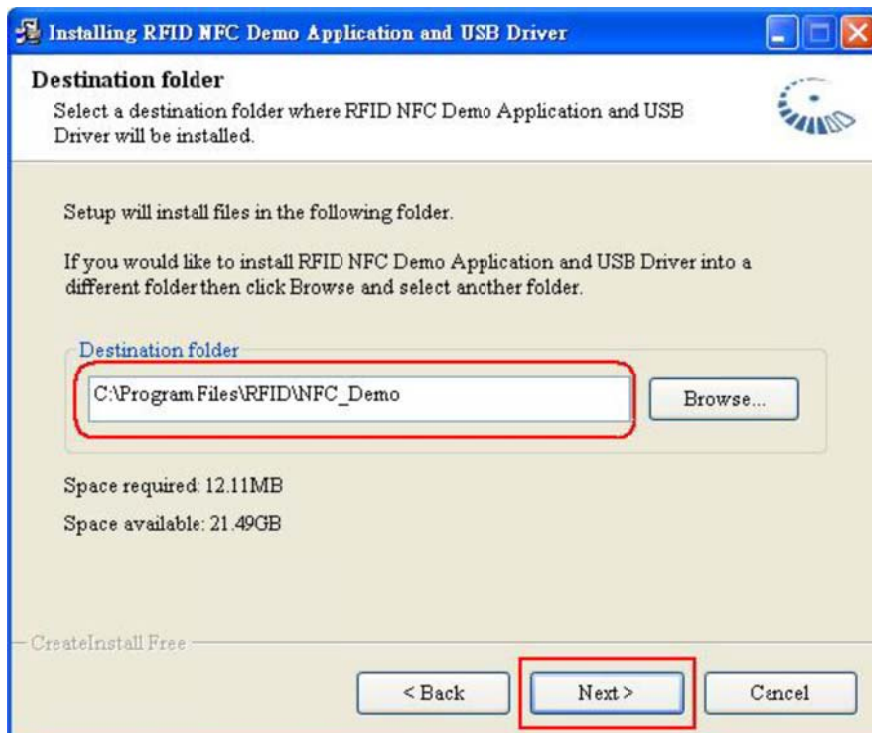 Installing RFID NFC Demo Application and USB Driver
Destination folder
Select a destination folder where RFID NFC Demo Application and USB
Driver will be installed.
Setup will install files in the following folder.
If you would like to install RFID NFC Demo Application and USB Driver into a
different folderthen click Browse and select another folder.
Destination folder
C:\Program Files\RFID\NFC_Demo
Browse...
Space required: 12.11MB
Space available: 21.49GB
CreateInstall Free
< Back
Next >
Cancel